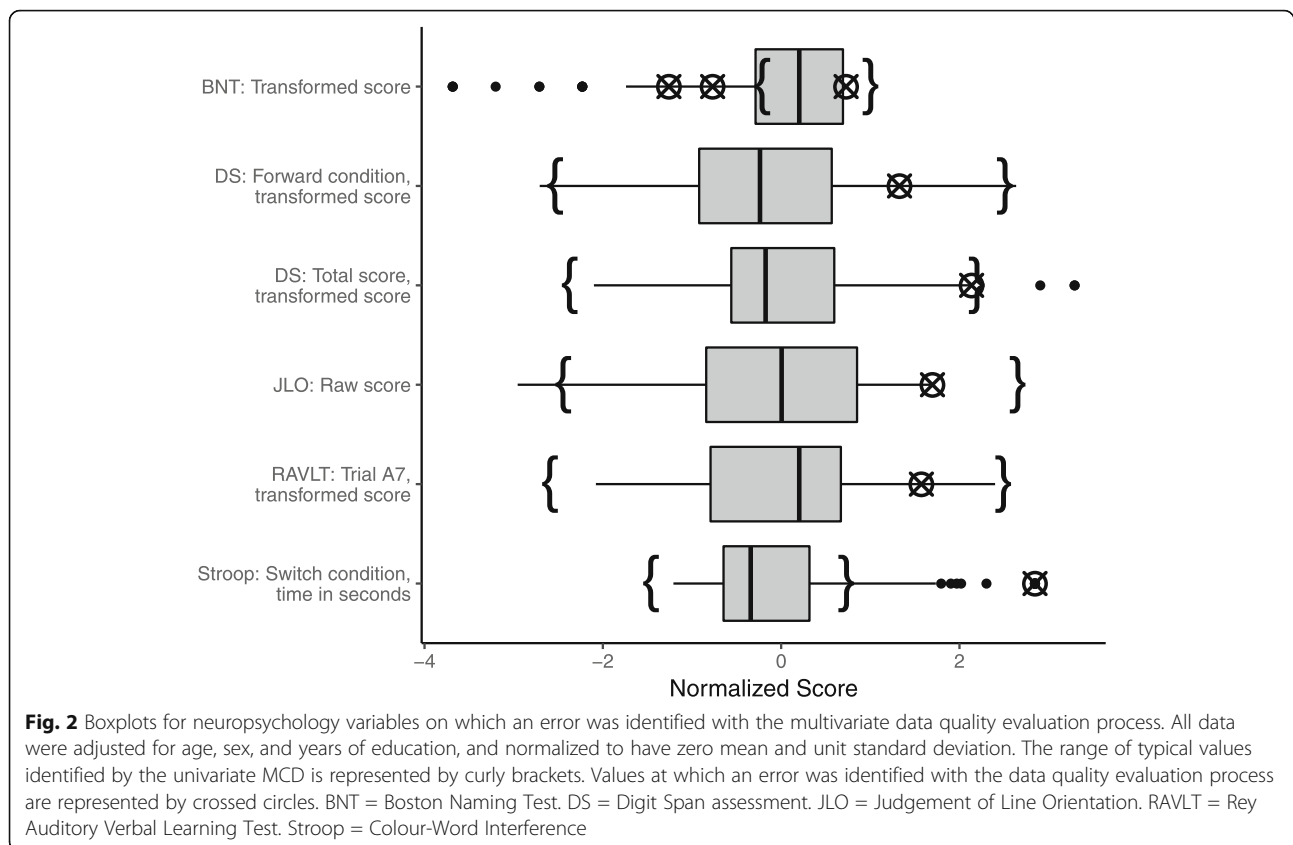 BNT: Transformed score
DS: Forward condition,
transformed score
DS: Total score,
transformed score
JLO: Raw score
RAVLT: Trial A7,
transformed score
Stroop: Switch condition,
time in seconds
−4 −2 0 2
Normalized Score
Fig. 2 Boxplots for neuropsychology variables on which an error was identified with the multivariate data quality evaluation process. All data
were adjusted for age, sex, and years of education, and normalized to have zero mean and unit standard deviation. The range of typical values
identified by the univariate MCD is represented by curly brackets. Values at which an error was identified with the data quality evaluation process
are represented by crossed circles. BNT = Boston Naming Test. DS = Digit Span assessment. JLO = Judgement of Line Orientation. RAVLT = Rey
Auditory Verbal Learning Test. Stroop = Colour-Word Interference